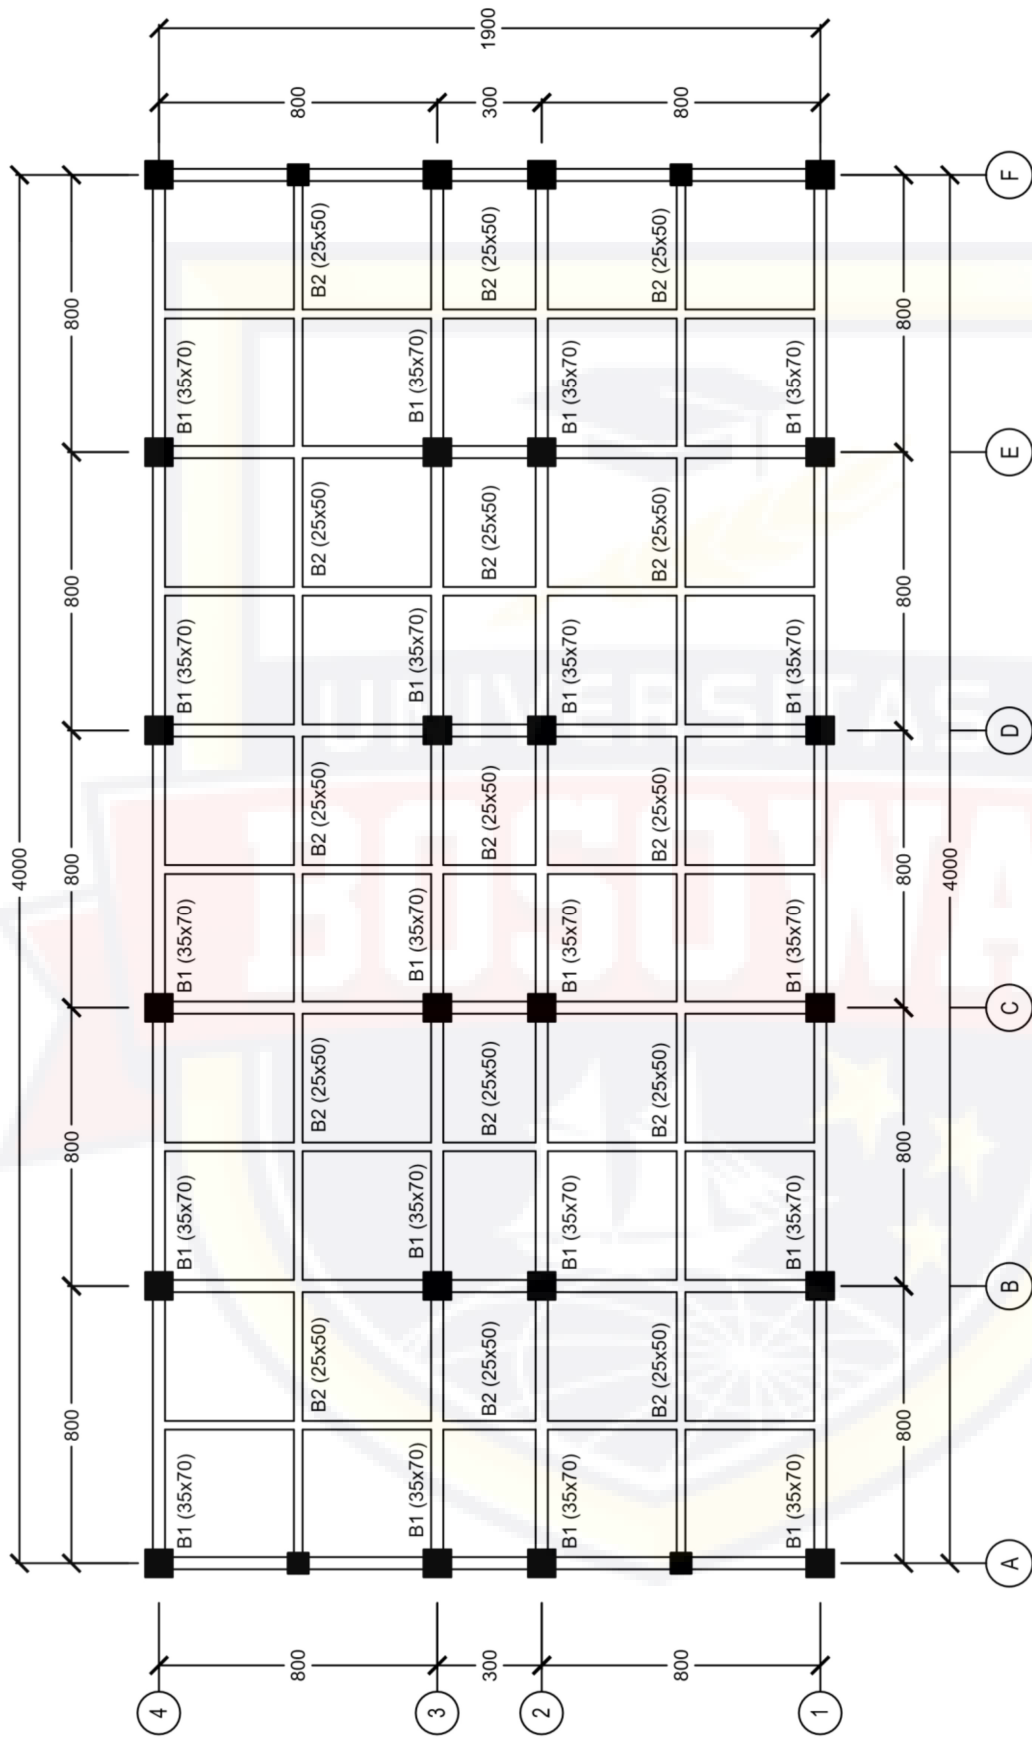 4000
800 800 800 800 800
4
B1 (35x70) B1 (35x70) B1 (35x70) B1 (35x70) B1 (35x70)
800 800
B2 (25x50) B2 (25x50) B2 (25x50) B2 (25x50) B2 (25x50)
B1 (35x70) B1 (35x70) B1 (35x70) B1 (35x70) B1 (35x70)
3
300 B2 (25x50) B2 (25x50) B2 (25x50) B2 (25x50) B2 (25x50) 300 1900
2
B1 (35x70) B1 (35x70) B1 (35x70) B1 (35x70) B1 (35x70)
B2 (25x50) B2 (25x50) B2 (25x50) B2 (25x50) B2 (25x50)
800 800
B1 (35x70) B1 (35x70) B1 (35x70) B1 (35x70) B1 (35x70)
1
800 800 800 800 800
4000
A B C D E F
UNIVERSITAS
BOSOWA